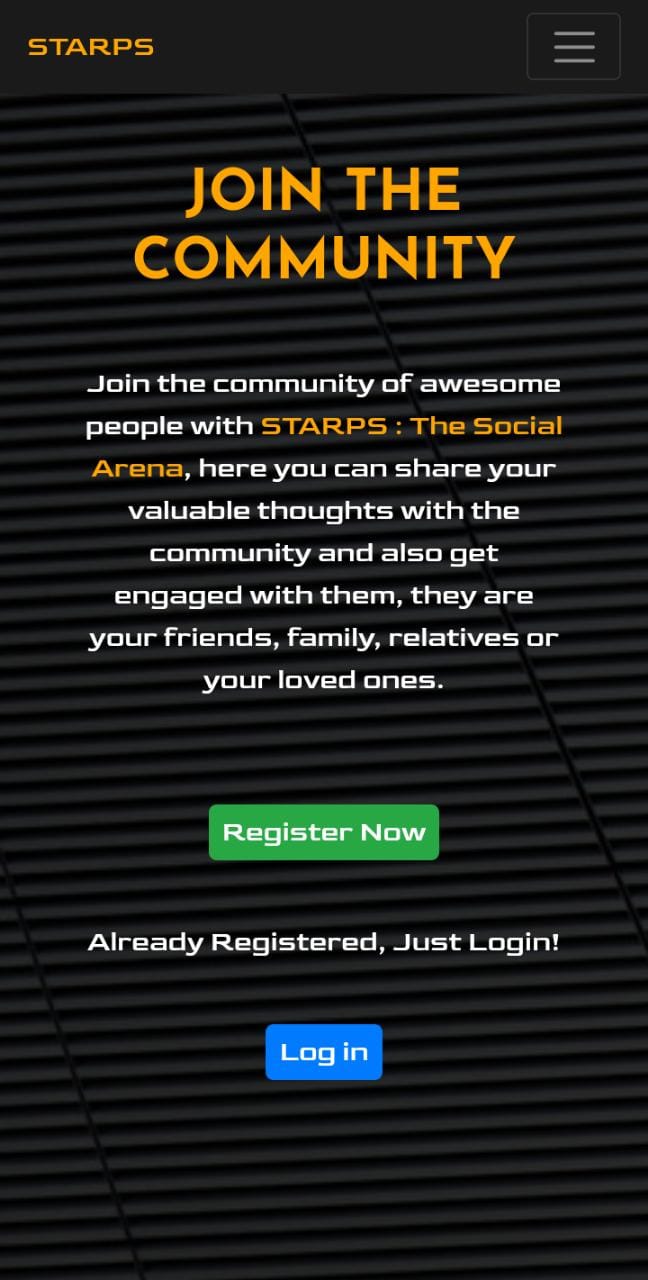 STARPS
JOIN THE
COMMUNITY
Join the community of awesome
people with STARPS : The Social
Arena, here you can share your
valuable thoughts with the
community and also get
engaged with them, they are
your friends, family, relatives or
your loved ones.
Register Now
Already Registered, Just Login!
Log in